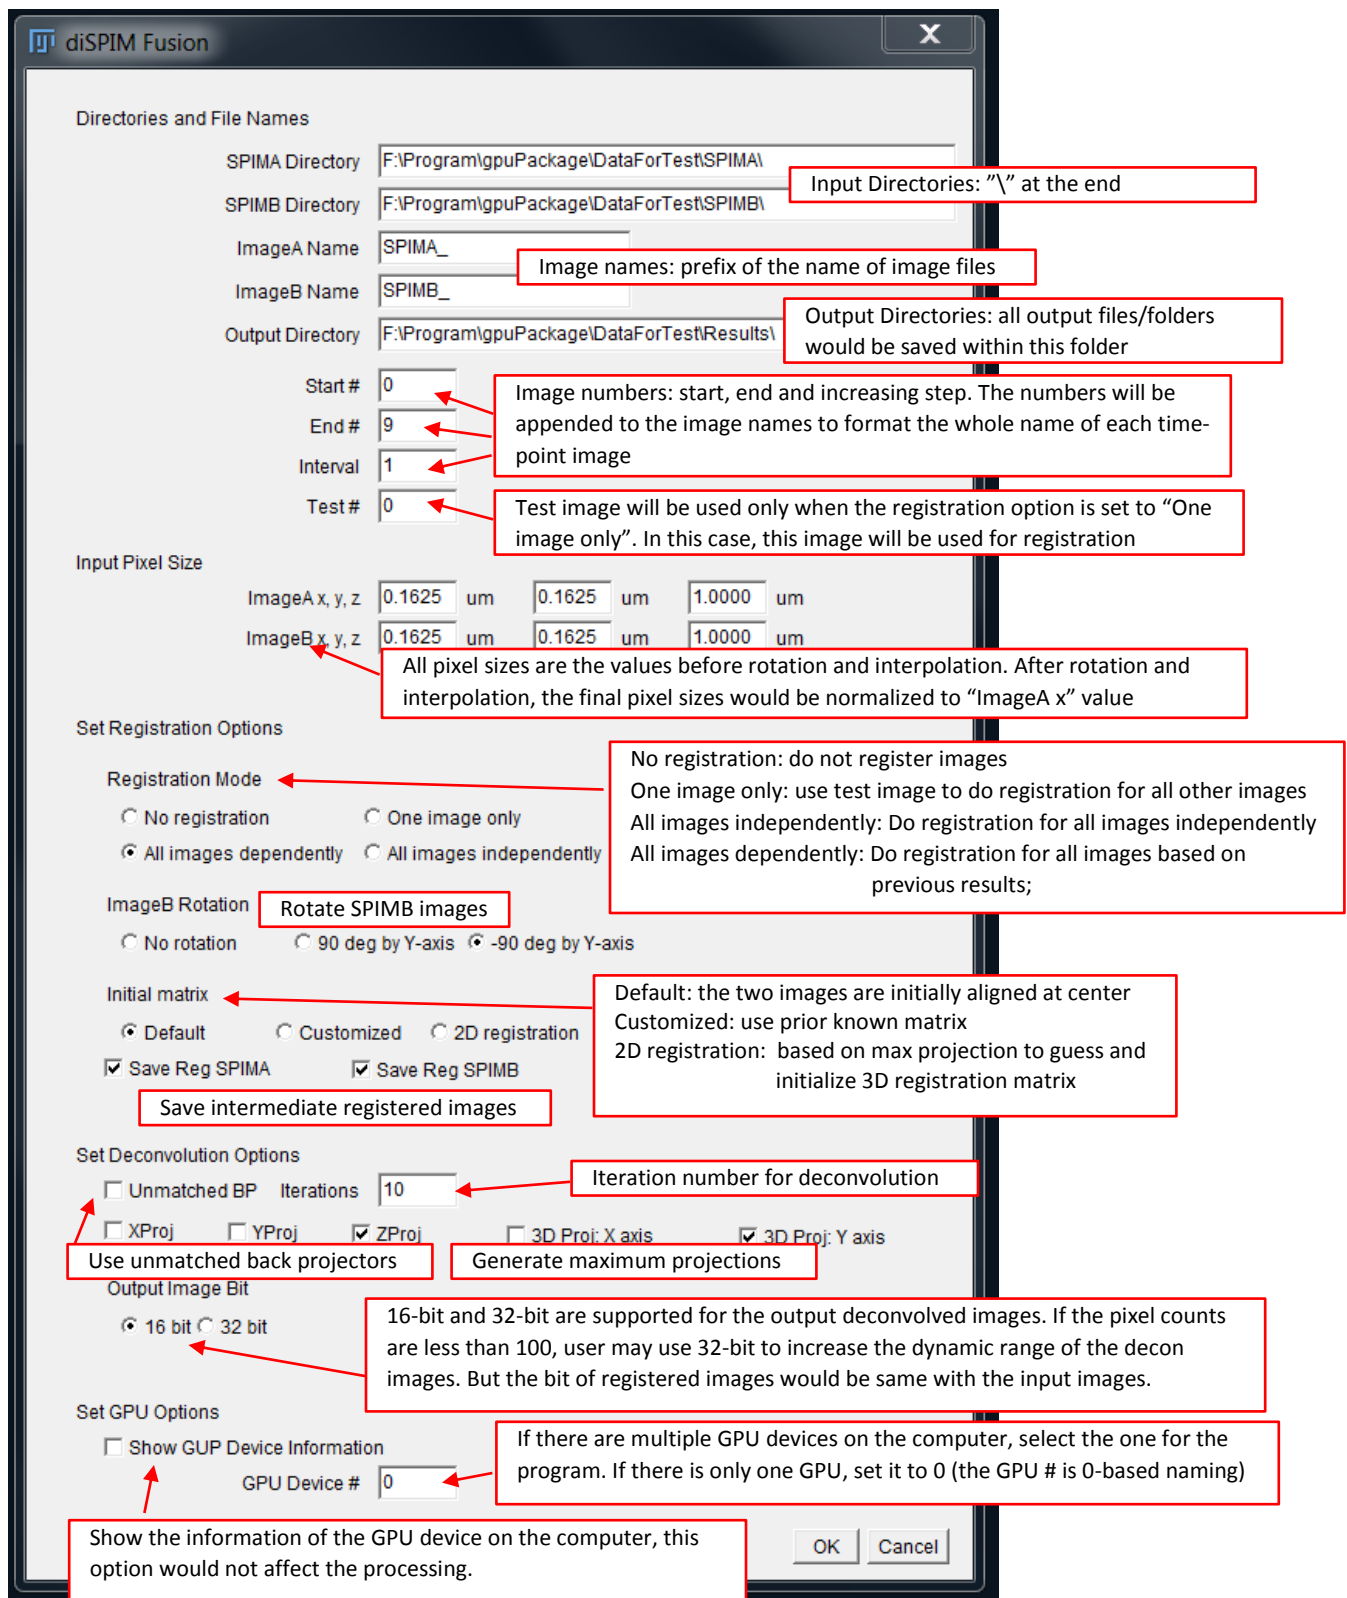 diSPIM Fusion
X
Directories and File Names
SPIMA Directory F:\Program\gpuPackage\DataForTest\SPIMA\
Input Directories: ”\” at the end
SPIMB Directory F:\Program\gpuPackage\DataForTest\SPIMB\
ImageA Name SPIMA_
Image names: prefix of the name of image files
ImageB Name SPIMB_
Output Directory F:\Program\gpuPackage\DataForTest\Results\
Output Directories: all output files/folders
would be saved within this folder
Start # 0
End # 9
Interval 1
Image numbers: start, end and increasing step. The numbers will be
appended to the image names to format the whole name of each time-
point image
Test # 0
Test image will be used only when the registration option is set to “One
image only”. In this case, this image will be used for registration
Input Pixel Size
ImageA x, y, z 0.1625 um 0.1625 um 1.0000 um
ImageB x, y, z 0.1625 um 0.1625 um 1.0000 um
All pixel sizes are the values before rotation and interpolation. After rotation and
interpolation, the final pixel sizes would be normalized to “ImageA x” value
Set Registration Options
Registration Mode
No registration One image only
All images dependently All images independently
No registration: do not register images
One image only: use test image to do registration for all other images
All images independently: Do registration for all images independently
All images dependently: Do registration for all images based on
previous results;
ImageB Rotation
Rotate SPIMB images
No rotation 90 deg by Y-axis -90 deg by Y-axis
Initial matrix
Default Customized 2D registration
Default: the two images are initially aligned at center
Customized: use prior known matrix
2D registration: based on max projection to guess and
initialize 3D registration matrix
Save Reg SPIMA Save Reg SPIMB
Save intermediate registered images
Set Deconvolution Options
Unmatched BP Iterations 10
Iteration number for deconvolution
XProj YProj ZProj 3D Proj: X axis 3D Proj: Y axis
Use unmatched back projectors
Generate maximum projections
Output Image Bit
16 bit 32 bit
16-bit and 32-bit are supported for the output deconvolved images. If the pixel counts
are less than 100, user may use 32-bit to increase the dynamic range of the decon
images. But the bit of registered images would be same with the input images.
Set GPU Options
Show GUP Device Information
GPU Device # 0
If there are multiple GPU devices on the computer, select the one for the
program. If there is only one GPU, set it to 0 (the GPU # is 0-based naming)
Show the information of the GPU device on the computer, this
option would not affect the processing.
OK Cancel